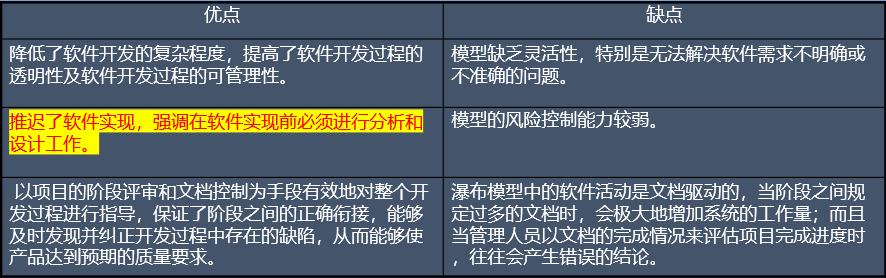 优点
缺点
降低了软件开发的复杂程度，提高了软件开发过程的
透明性及软件开发过程的可管理性。
模型缺乏灵活性，特别是无法解决软件需求不明确或
不准确的问题。
推迟了软件实现，强调在软件实现前必须进行分析和
设计工作。
模型的风险控制能力较弱。
以项目的阶段评审和文档控制为手段有效地对整个开
发过程进行指导，保证了阶段之间的正确衔接，能够
及时发现并纠正开发过程中存在的缺陷，从而能够使
产品达到预期的质量要求。
瀑布模型中的软件活动是文档驱动的，当阶段之间规
定过多的文档时，会极大地增加系统的工作量；而且
当管理人员以文档的完成情况来评估项目完成进度时
，往往会产生错误的结论。